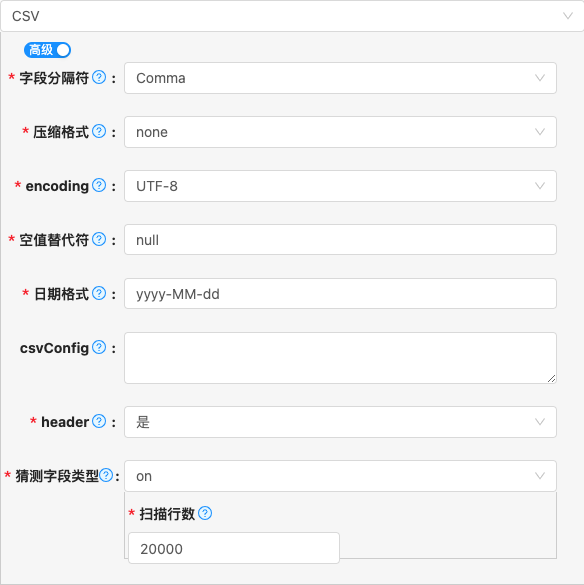 CSV
高级
* 字段分隔符 ? : Comma
* 压缩格式 ? : none
* encoding ? : UTF-8
* 空值替代符 ? : null
* 日期格式 ? : yyyy-MM-dd
csvConfig ? :
* header ? : 是
* 猜测字段类型 ? : on
* 扫描行数 ?
20000